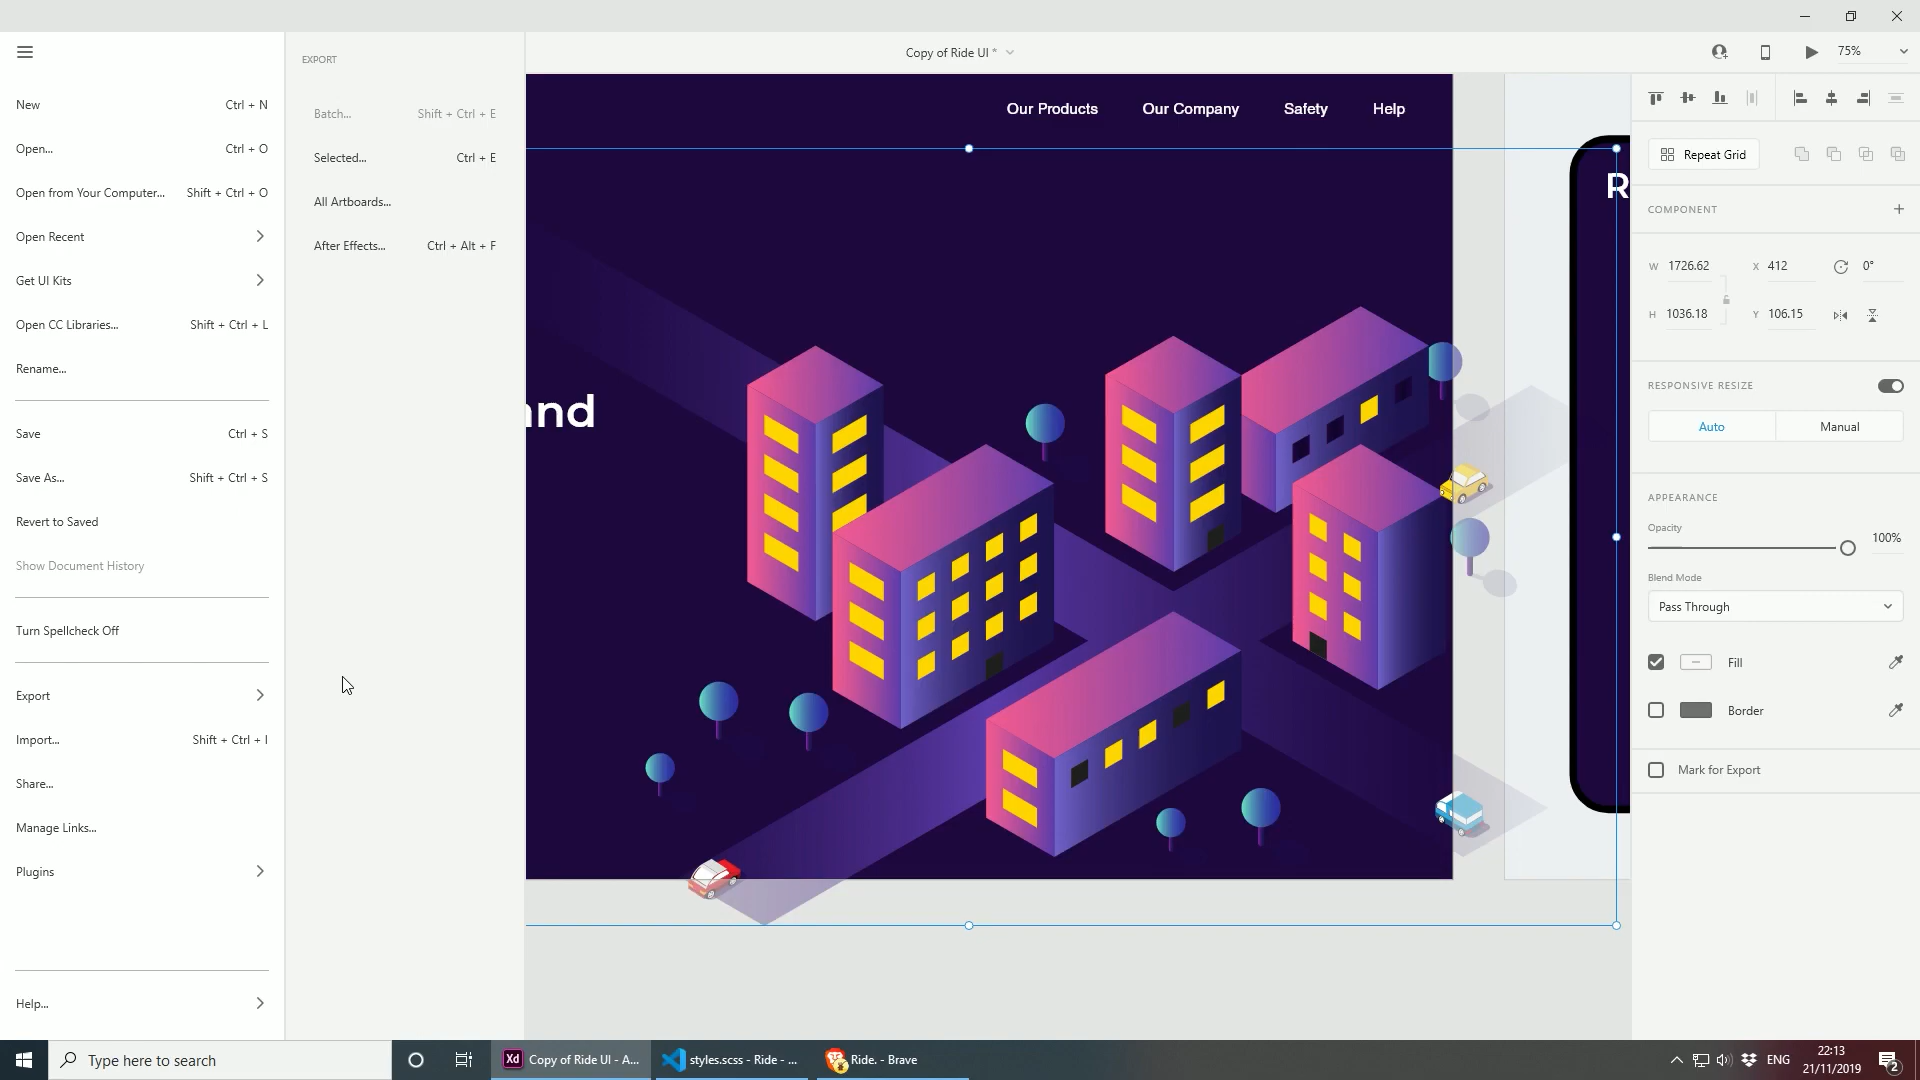 Copy of Ride UI *
75%
EXPORT
New Ctrl + N
Open... Ctrl + O
Open from Your Computer... Shift + Ctrl + O
Open Recent
Get UI Kits
Open CC Libraries... Shift + Ctrl + L
Rename...
Save Ctrl + S
Save As... Shift + Ctrl + S
Revert to Saved
Show Document History
Turn Spellcheck Off
Export
Import... Shift + Ctrl + I
Share...
Manage Links...
Plugins
Help...
Batch... Shift + Ctrl + E
Selected... Ctrl + E
All Artboards...
After Effects... Ctrl + Alt + F
Our Products Our Company Safety Help
and
R
Repeat Grid
COMPONENT
W 1726.62 X 412 0°
H 1036.18 Y 106.15
RESPONSIVE RESIZE
Auto Manual
APPEARANCE
Opacity
100%
Blend Mode
Pass Through
Fill
Border
Mark for Export
Type here to search
Xd Copy of Ride UI - A...
styles.scss - Ride - ...
Ride. - Brave
ENG
22:13
21/11/2019
2